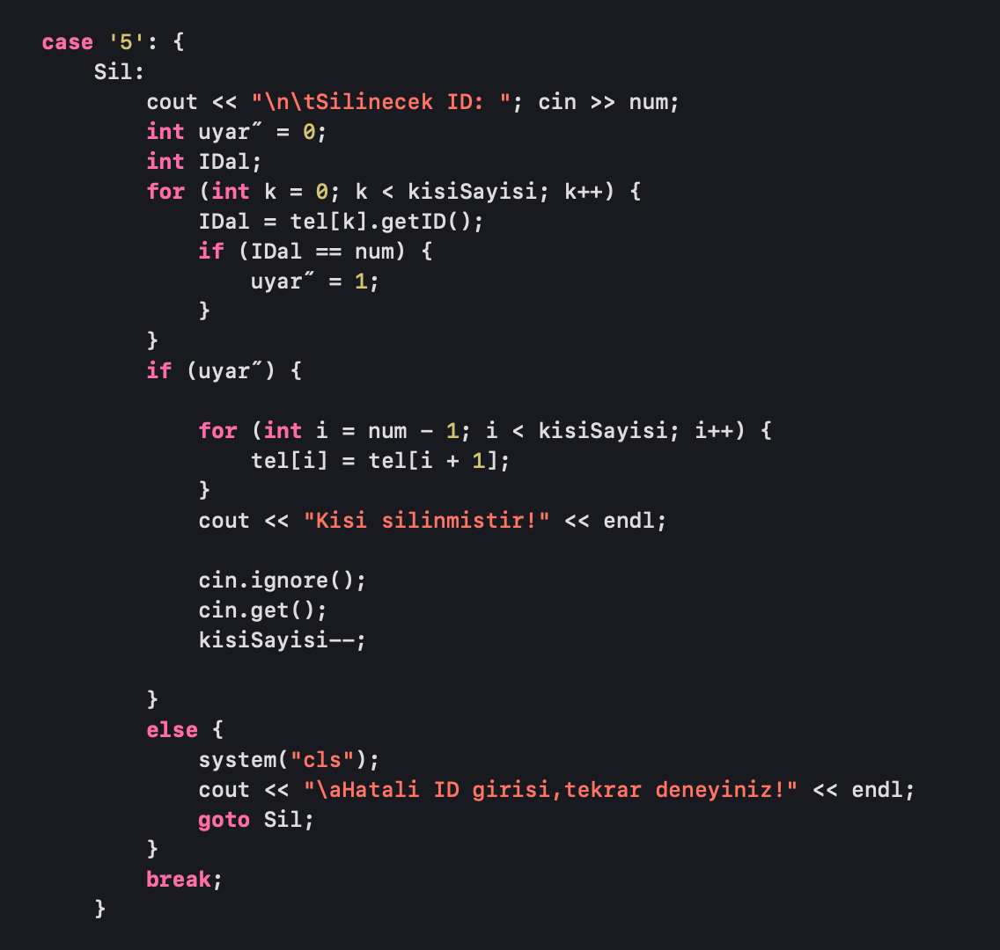 case '5': {
    Sil:
        cout << "\n\tSilinecek ID: "; cin >> num;
        int uyar˝ = 0;
        int IDal;
        for (int k = 0; k < kisiSayisi; k++) {
            IDal = tel[k].getID();
            if (IDal == num) {
                uyar˝ = 1;
            }
        }
        if (uyar˝) {
            for (int i = num - 1; i < kisiSayisi; i++) {
                tel[i] = tel[i + 1];
            }
            cout << "Kisi silinmistir!" << endl;
            cin.ignore();
            cin.get();
            kisiSayisi--;
        }
        else {
            system("cls");
            cout << "\aHatali ID girisi,tekrar deneyiniz!" << endl;
            goto Sil;
        }
        break;
    }